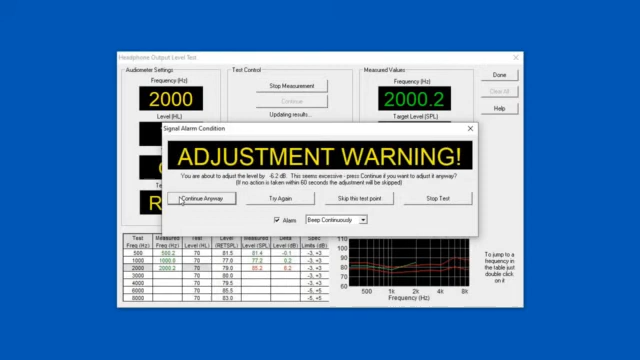 Headphone Output Level Test
Audiometer Settings
Test Control
Measured Values
Frequency (Hz)
2000
Level (HL)
Stop Measurement
Continue
Updating results...
Frequency (Hz)
2000.2
Target Level (SPL)
Done
Clear All
Help
Signal Alarm Condition
ADJUSTMENT WARNING!
You are about to adjust the level by -6.2 dB. This seems excessive - press Continue if you want to adjust it anyway?
(If no action is taken within 60 seconds the adjustment will be skipped)
Continue Anyway
Try Again
Skip this test point
Stop Test
Alarm
Beep Continuously
Test Measured Test Level Measured Delta Spec
Freq (Hz) Freq (Hz) Level (HL) (RETSPL) Level (SPL) Level (dB) Limits (dB)
500 500.2 70 81.5 81.4 -0.1 -3, +3
1000 1000.0 70 77.0 77.2 0.2 -3, +3
2000 2000.2 70 79.0 85.2 6.2 -3, +3
3000 70 80.0 -3, +3
4000 70 79.5 -3, +3
6000 70 85.5 -3, +5
8000 70 83.0 -3, +5
110
100
90
80
70
60
500 1k 2k 4k 8k
Frequency (Hz)
To jump to a
frequency in
the table just
double click
on it